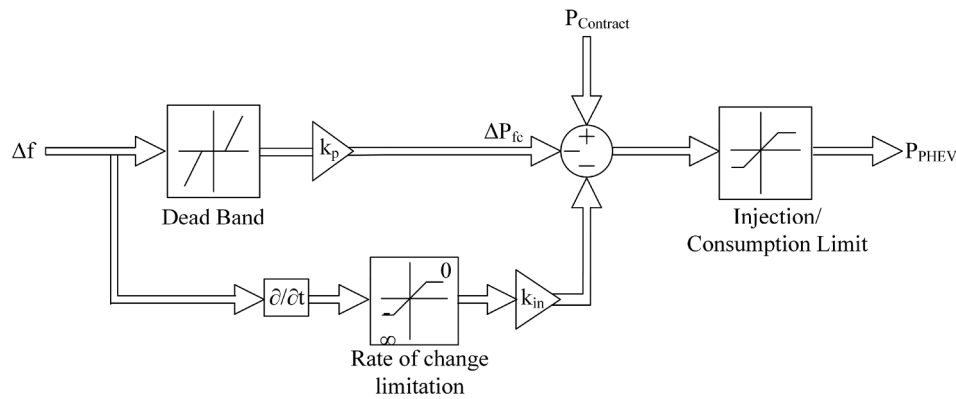 P_Contract
Δf
Dead Band
k_p
ΔP_fc
+
−
−
P_PHEV
Injection/
Consumption Limit
∂/∂t
0
-
∞
Rate of change
limitation
k_in